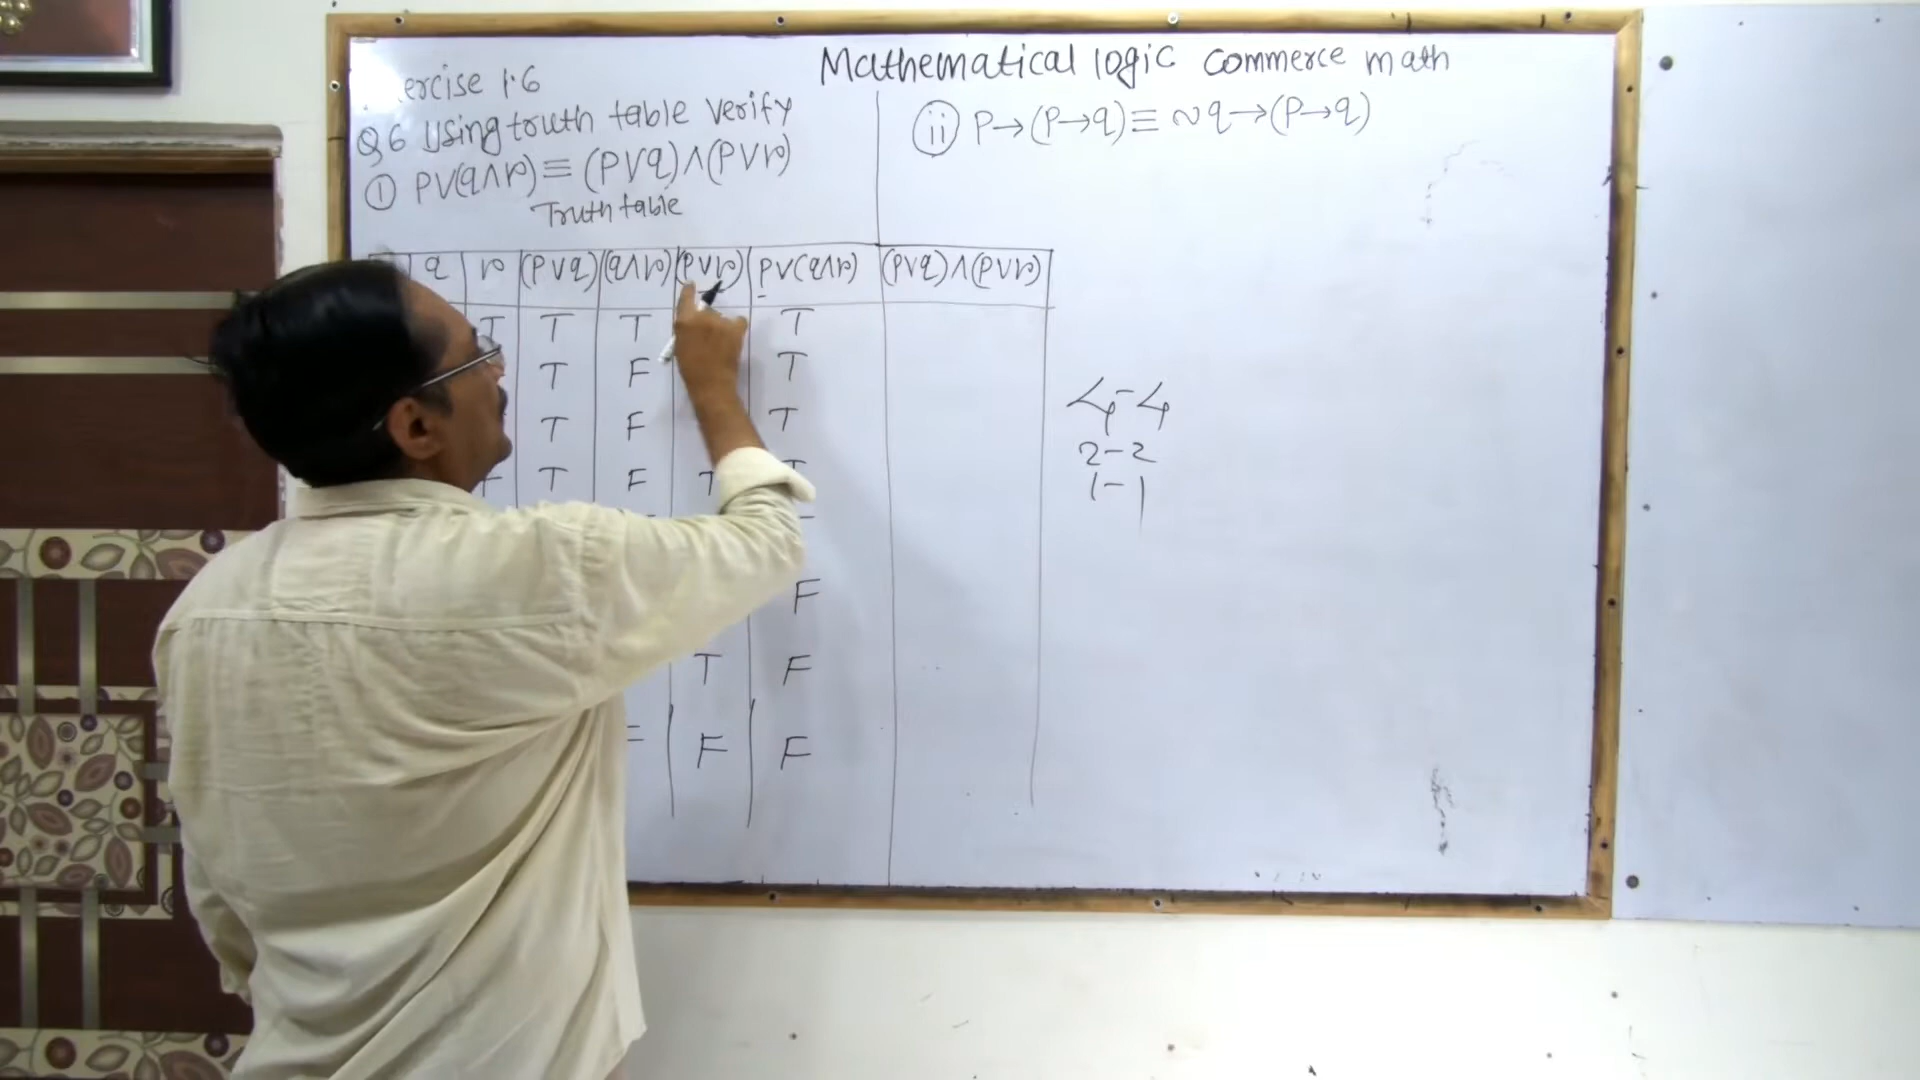 Mathematical logic commerce math
ercise 1.6
Q6 Using truth table verify
① p∨(q∧r)≡(p∨q)∧(p∨r)
Truth table
ⓘⓘ p→(p→q)≡∼q→(p→q)
q r (p∨q) (q∧r) (p∨r) p∨(q∧r) (p∨q)∧(p∨r)
T T T T
T F T
T F T
T F T T
F
T F
F F
4-4
2-2
1-1